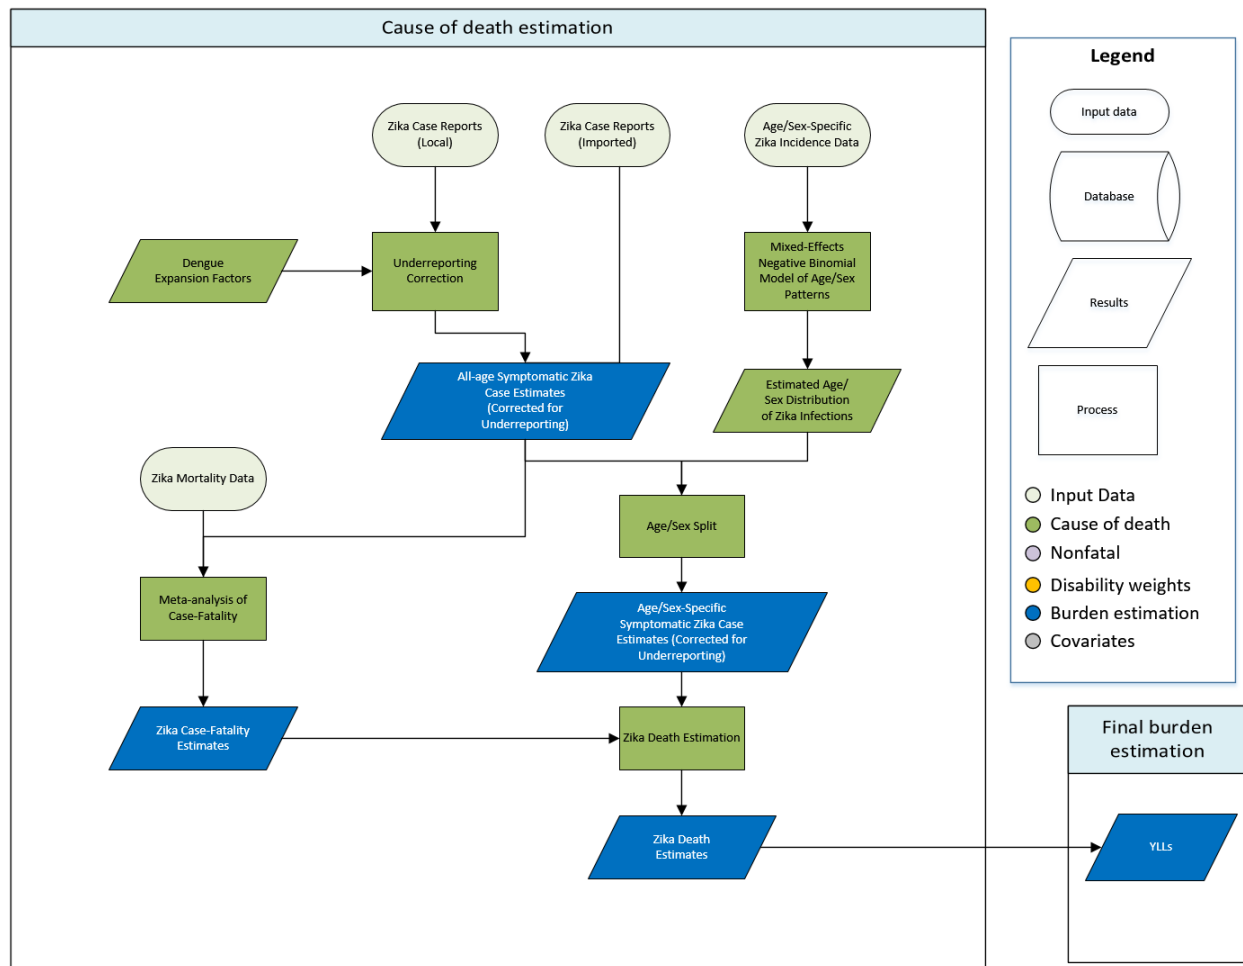 Cause of death estimation
Legend
Zika Case Reports
(Local)
Zika Case Reports
(Imported)
Age/Sex-Specific
Zika Incidence Data
Input data
Database
Dengue
Expansion Factors
Underreporting
Correction
Mixed-Effects
Negative Binomial
Model of Age/Sex
Patterns
Results
All-age Symptomatic Zika
Case Estimates
(Corrected for
Underreporting)
Estimated Age/
Sex Distribution
of Zika Infections
Process
Zika Mortality Data
Age/Sex Split
Input Data
Cause of death
Nonfatal
Disability weights
Burden estimation
Covariates
Meta-analysis of
Case-Fatality
Age/Sex-Specific
Symptomatic Zika Case
Estimates (Corrected for
Underreporting)
Zika Case-Fatality
Estimates
Zika Death Estimation
Final burden
estimation
Zika Death
Estimates
YLLs